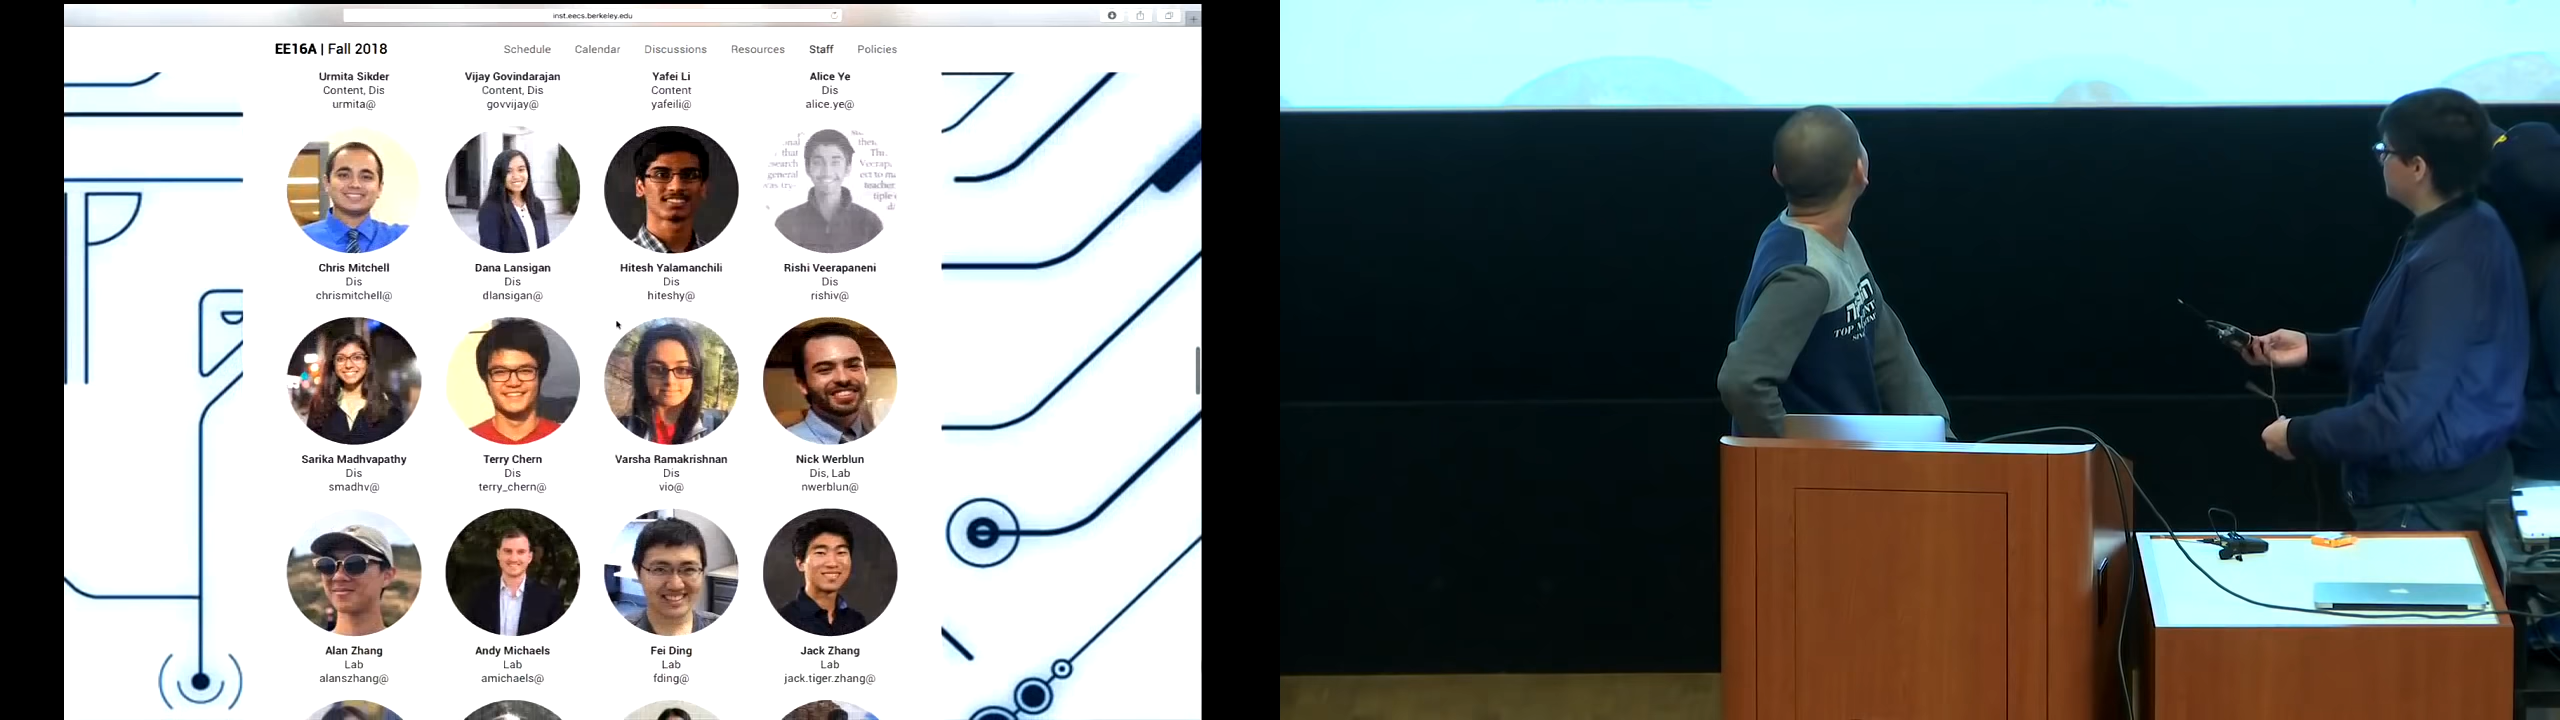 inst.eecs.berkeley.edu
EE16A | Fall 2018
Schedule Calendar Discussions Resources Staff Policies
Urmita Sikder Vijay Govindarajan Yafei Li Alice Ye
Content, Dis Content, Dis Content Dis
urmita@ govvijay@ yafeili@ alice.ye@
Chris Mitchell Dana Lansigan Hitesh Yalamanchili Rishi Veerapaneni
Dis Dis Dis Dis
chrismitchell@ dlansigan@ hiteshy@ rishiv@
Sarika Madhvapathy Terry Chern Varsha Ramakrishnan Nick Werblun
Dis Dis Dis Dis, Lab
smadhv@ terry_chern@ vio@ nwerblun@
Alan Zhang Andy Michaels Fei Ding Jack Zhang
Lab Lab Lab Lab
alanszhang@ amichaels@ fding@ jack.tiger.zhang@
TOP